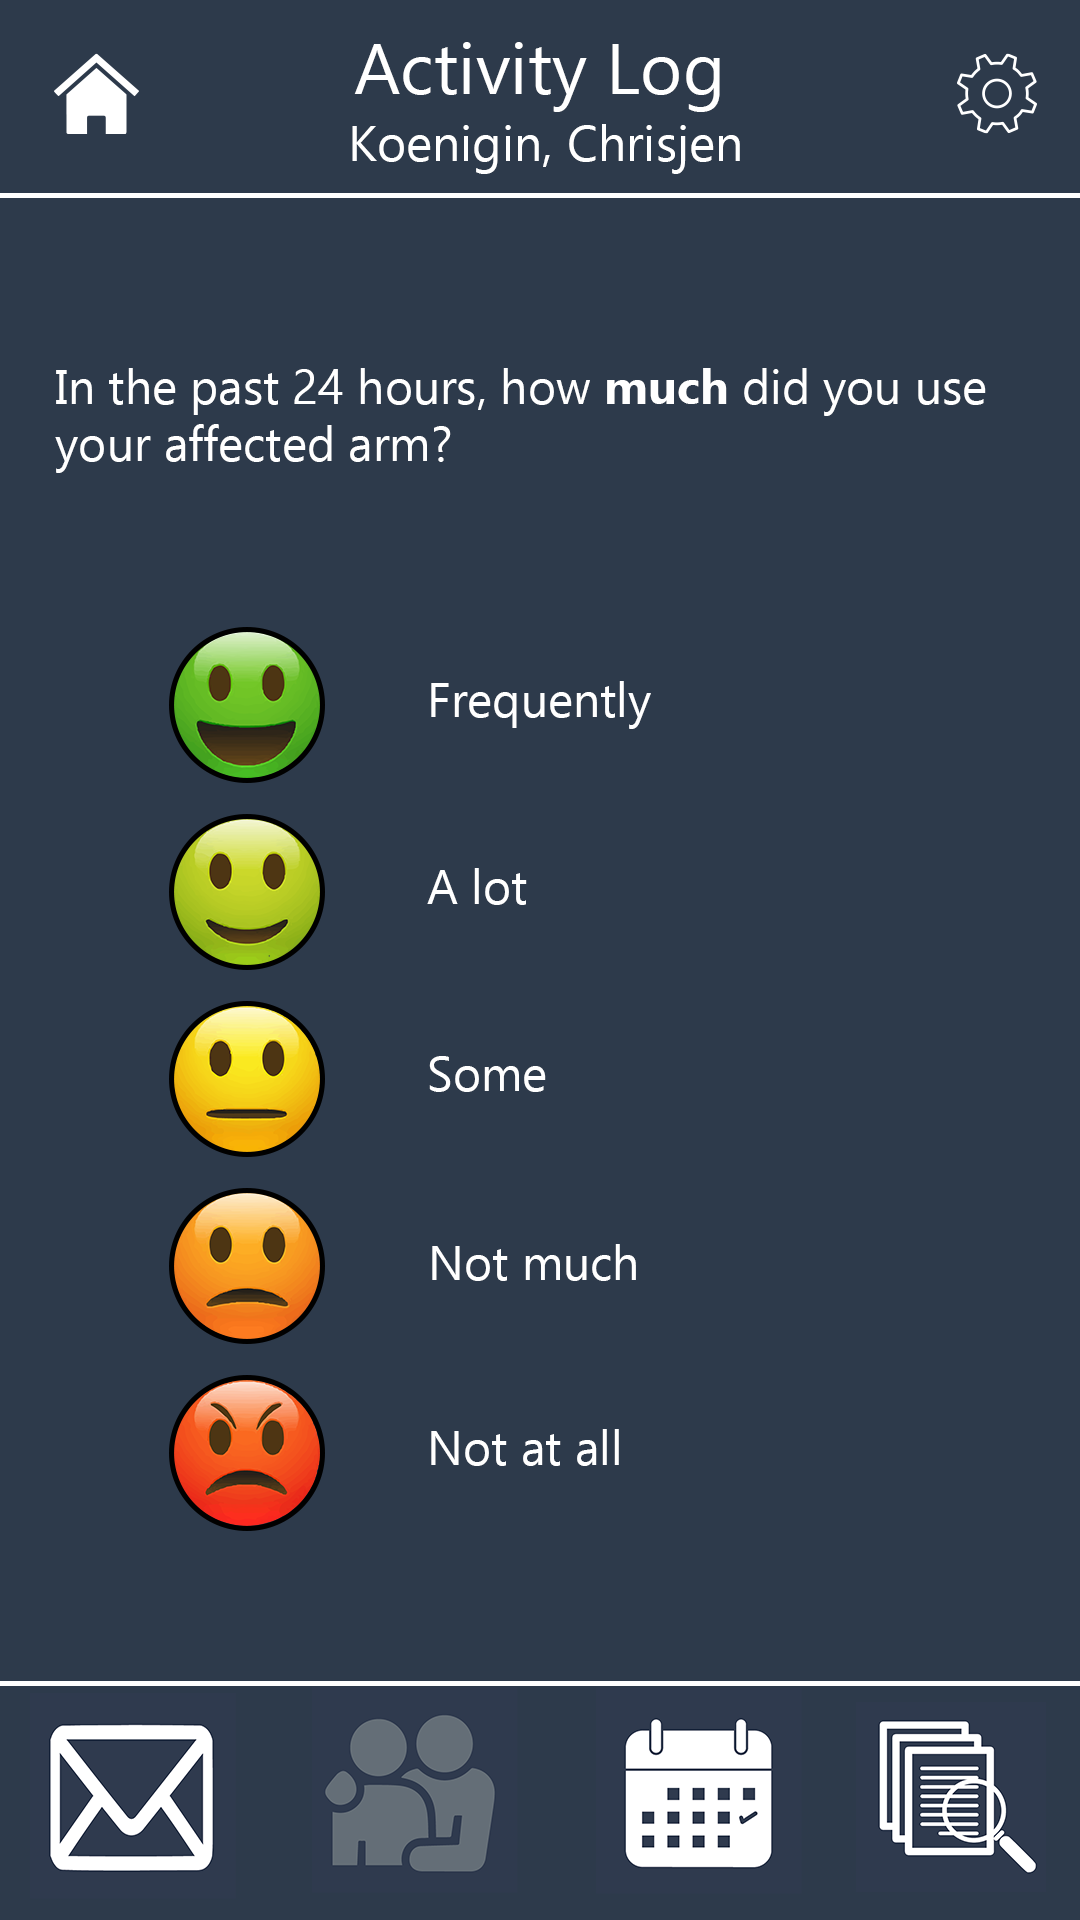 Activity Log
Koenigin, Chrisjen
In the past 24 hours, how much did you use
your affected arm?
Frequently
A lot
Some
Not much
Not at all